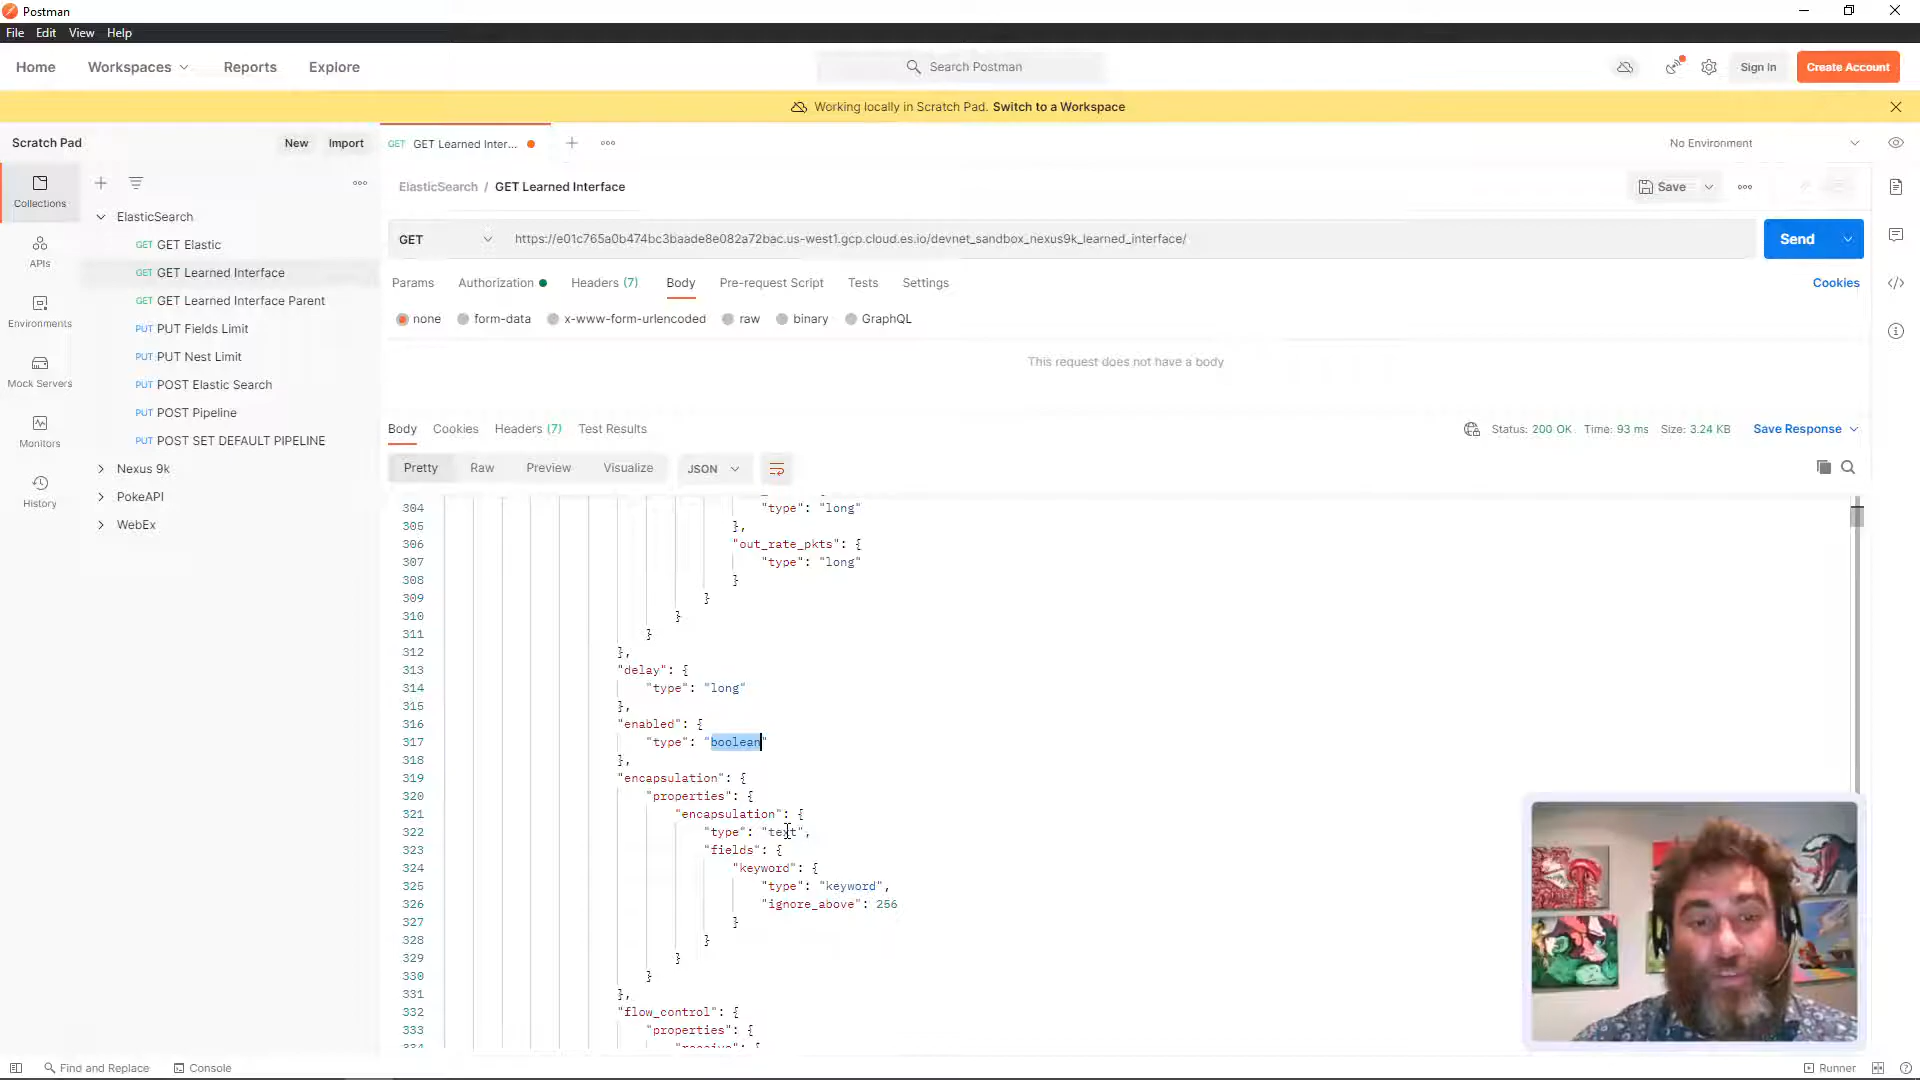 Postman
File Edit View Help
Home Workspaces Reports Explore Search Postman Sign In Create Account
Working locally in Scratch Pad. Switch to a Workspace
Scratch Pad New Import GET GET Learned Inter... No Environment
ElasticSearch / GET Learned Interface Save
Collections
APIs
Environments
Mock Servers
Monitors
History
ElasticSearch
GET GET Elastic
GET GET Learned Interface
GET GET Learned Interface Parent
PUT PUT Fields Limit
PUT PUT Nest Limit
PUT POST Elastic Search
PUT POST Pipeline
PUT POST SET DEFAULT PIPELINE
Nexus 9k
PokeAPI
WebEx
GET https://e01c765a0b474bc3baade8e082a72bac.us-west1.gcp.cloud.es.io/devnet_sandbox_nexus9k_learned_interface/ Send
Params Authorization Headers (7) Body Pre-request Script Tests Settings Cookies
none form-data x-www-form-urlencoded raw binary GraphQL
This request does not have a body
Body Cookies Headers (7) Test Results Status: 200 OK Time: 93 ms Size: 3.24 KB Save Response
Pretty Raw Preview Visualize JSON
304 "type": "long"
305 },
306 "out_rate_pkts": {
307 "type": "long"
308 }
309 }
310 }
311 }
312 },
313 "delay": {
314 "type": "long"
315 },
316 "enabled": {
317 "type": "boolean"
318 },
319 "encapsulation": {
320 "properties": {
321 "encapsulation": {
322 "type": "text",
323 "fields": {
324 "keyword": {
325 "type": "keyword",
326 "ignore_above": 256
327 }
328 }
329 }
330 }
331 },
332 "flow_control": {
333 "properties": {
334 "receive": {
Find and Replace Console Runner